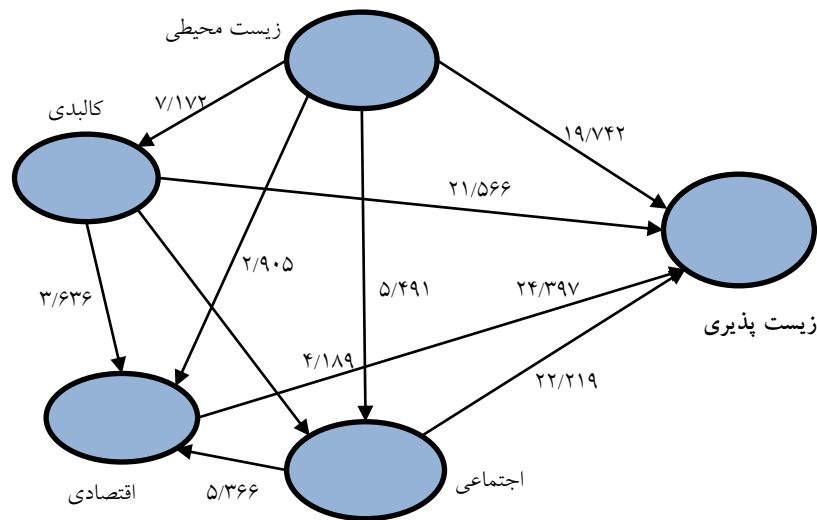 زیست محیطی
۷/۱۷۲
کالبدی
۱۹/۷۴۲
۲۱/۵۶۶
۲/۹۰۵
۵/۴۹۱
۲۴/۳۹۷
۳/۶۳۶
زیست پذیری
۴/۱۸۹
۲۲/۲۱۹
اجتماعی
اقتصادی
۵/۳۶۶